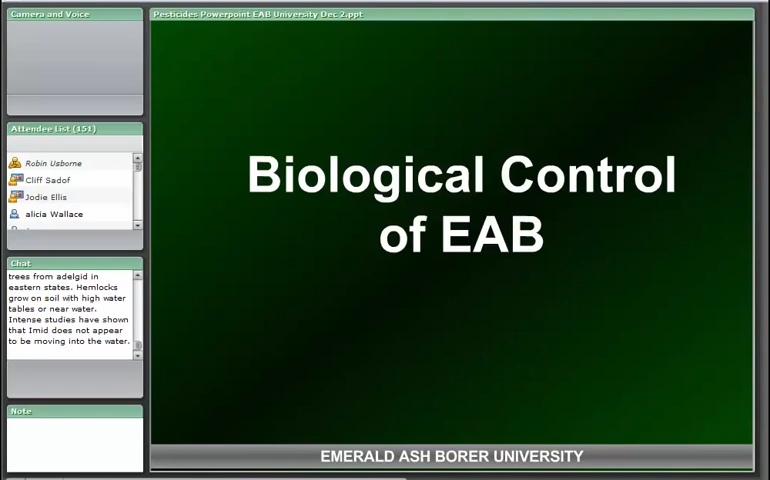 Camera and Voice
Pesticides Powerpoint EAB University Dec 2.ppt
Attendee List (151)
Robin Usborne
Cliff Sadof
Jodie Ellis
alicia Wallace
Chat
trees from adelgid in
eastern states. Hemlocks
grow on soil with high water
tables or near water.
Intense studies have shown
that Imid does not appear
to be moving into the water.
Note
Biological Control
of EAB
EMERALD ASH BORER UNIVERSITY